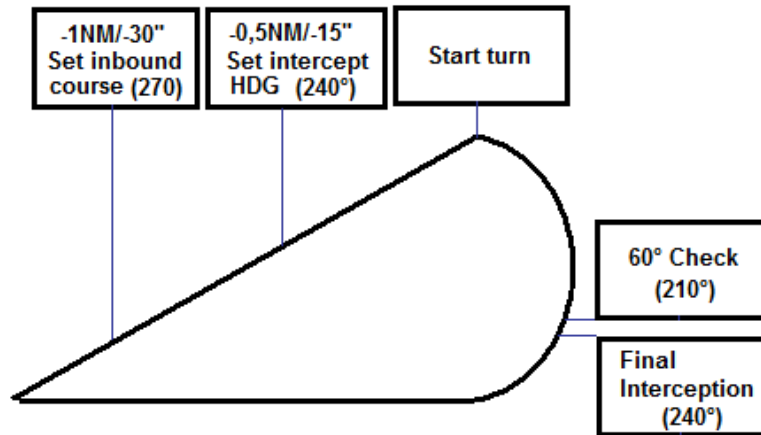 -1NM/-30"
Set inbound
course (270)
-0,5NM/-15"
Set intercept
HDG (240°)
Start turn
60° Check
(210°)
Final
Interception
(240°)